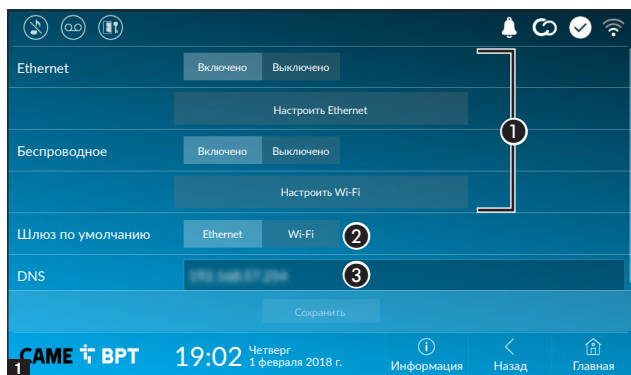 Ethernet
Включено Выключено
Настроить Ethernet
1
Беспроводное
Включено Выключено
Настроить Wi-Fi
Шлюз по умолчанию
Ethernet Wi-Fi 2
DNS
3
Сохранить
CAME BPT
19:02 Четверг
1 февраля 2018 г.
Информация
Назад
Главная
1